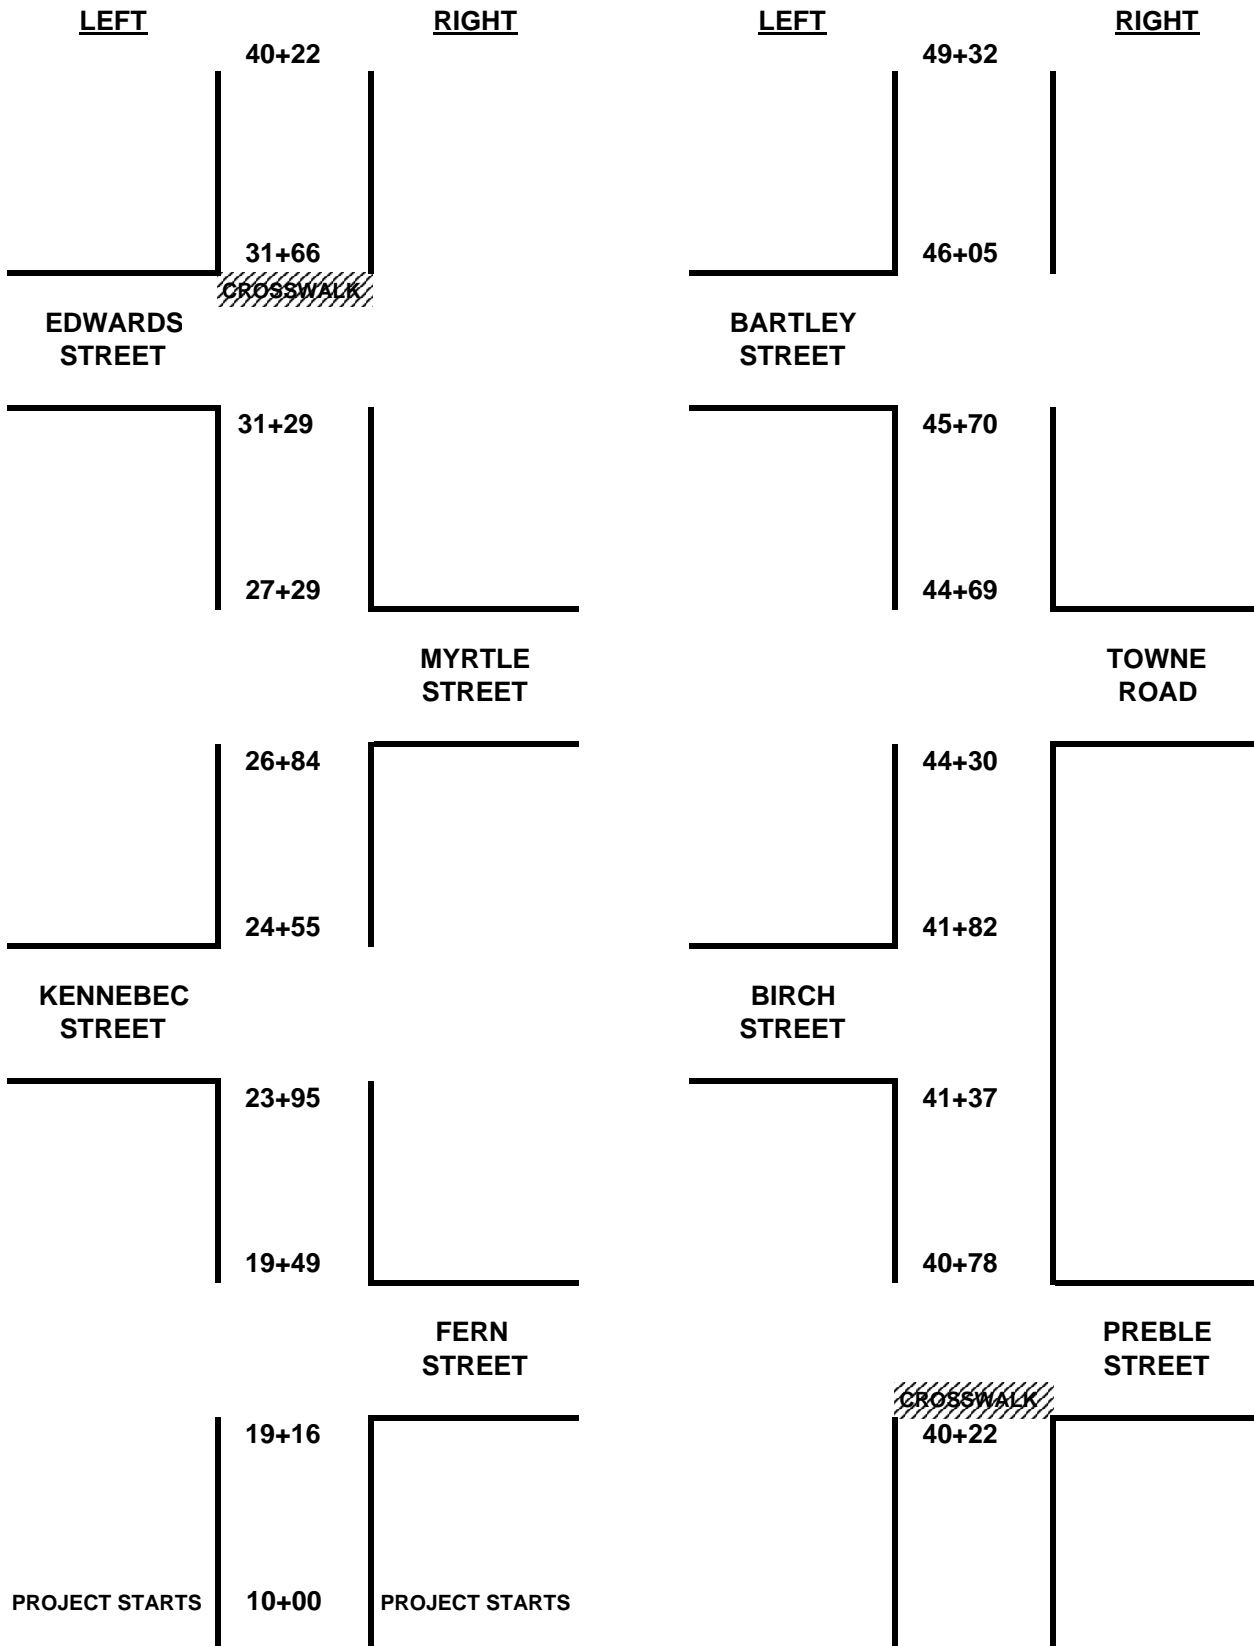 LEFT
RIGHT
40+22
31+66
CROSSWALK
EDWARDS
STREET
31+29
27+29
MYRTLE
STREET
26+84
24+55
KENNEBEC
STREET
23+95
19+49
FERN
STREET
19+16
PROJECT STARTS
10+00
PROJECT STARTS
LEFT
RIGHT
49+32
46+05
BARTLEY
STREET
45+70
44+69
TOWNE
ROAD
44+30
41+82
BIRCH
STREET
41+37
40+78
PREBLE
STREET
CROSSWALK
40+22